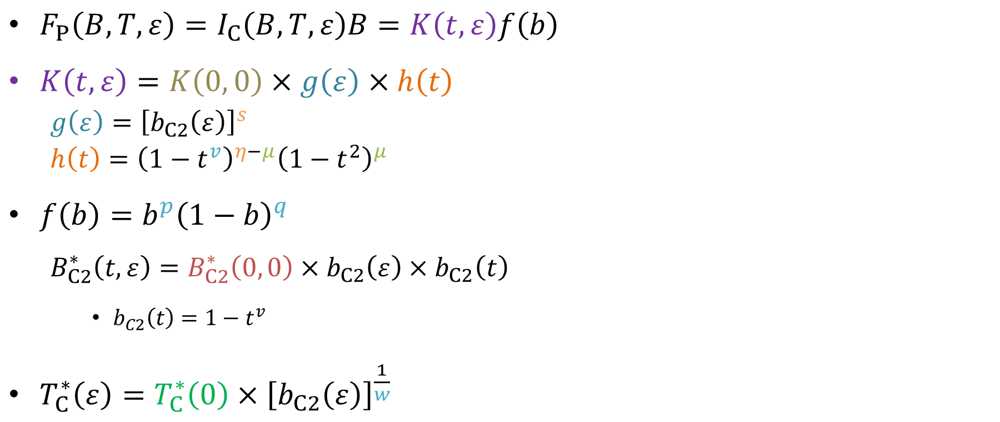 • F_P(B, T, ε) = I_C(B, T, ε)B = K(t, ε)f(b)
• K(t, ε) = K(0, 0) × g(ε) × h(t)
g(ε) = [b_C2(ε)]^s
h(t) = (1 − t^v)^(η−μ)(1 − t^2)^μ
• f(b) = b^p(1 − b)^q
B*_C2(t, ε) = B*_C2(0, 0) × b_C2(ε) × b_C2(t)
• b_C2(t) = 1 − t^v
• T*_C(ε) = T*_C(0) × [b_C2(ε)]^(1/w)